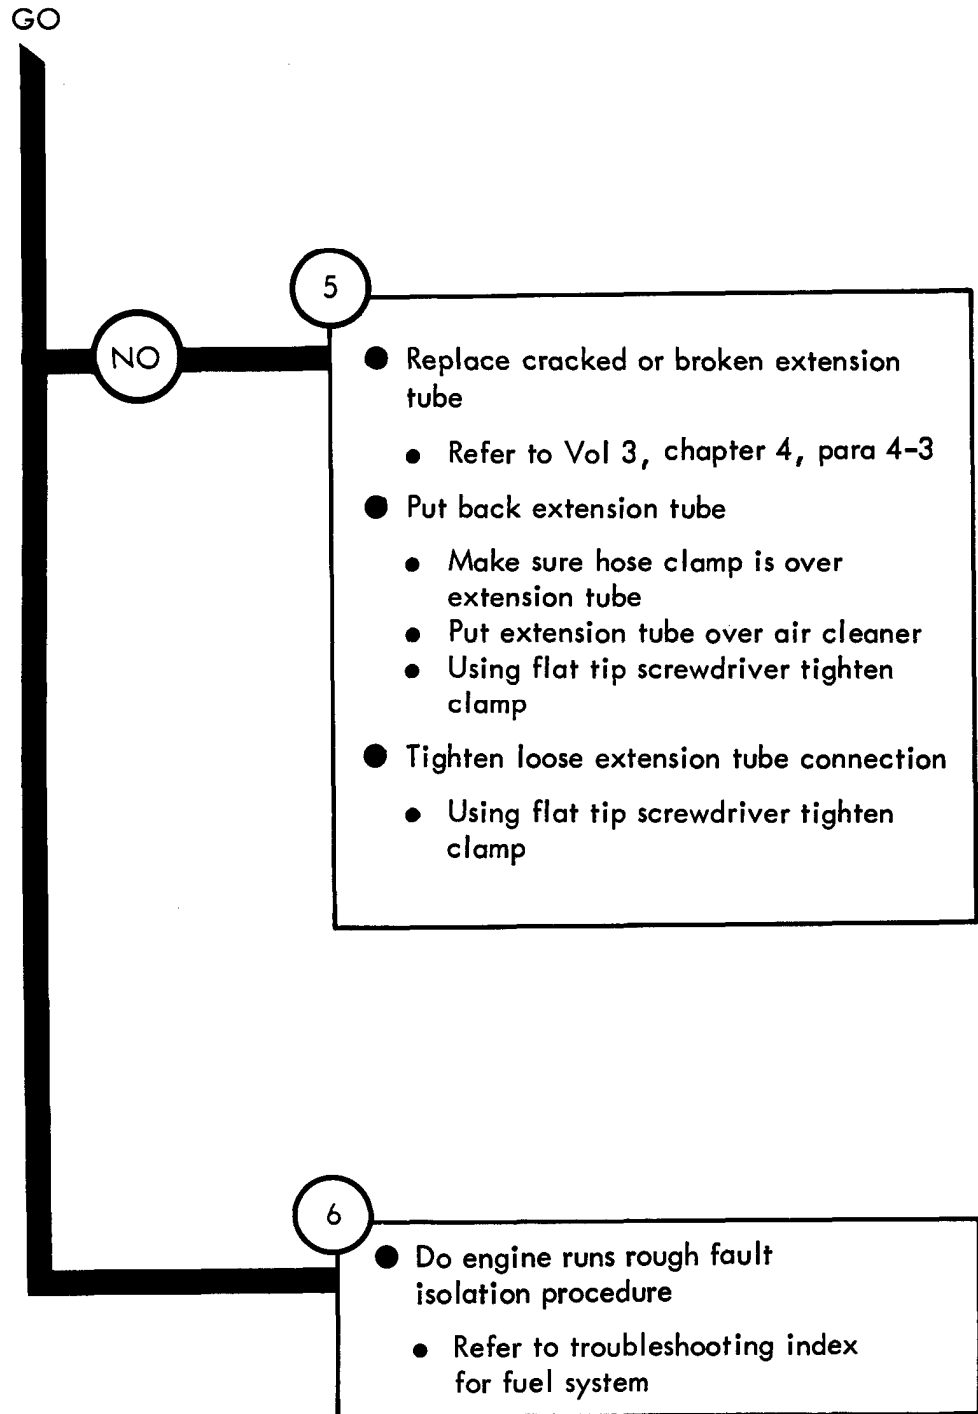 GO
5
NO
● Replace cracked or broken extension
tube
● Refer to Vol 3, chapter 4, para 4-3
● Put back extension tube
● Make sure hose clamp is over
extension tube
● Put extension tube over air cleaner
● Using flat tip screwdriver tighten
clamp
● Tighten loose extension tube connection
● Using flat tip screwdriver tighten
clamp
6
● Do engine runs rough fault
isolation procedure
● Refer to troubleshooting index
for fuel system